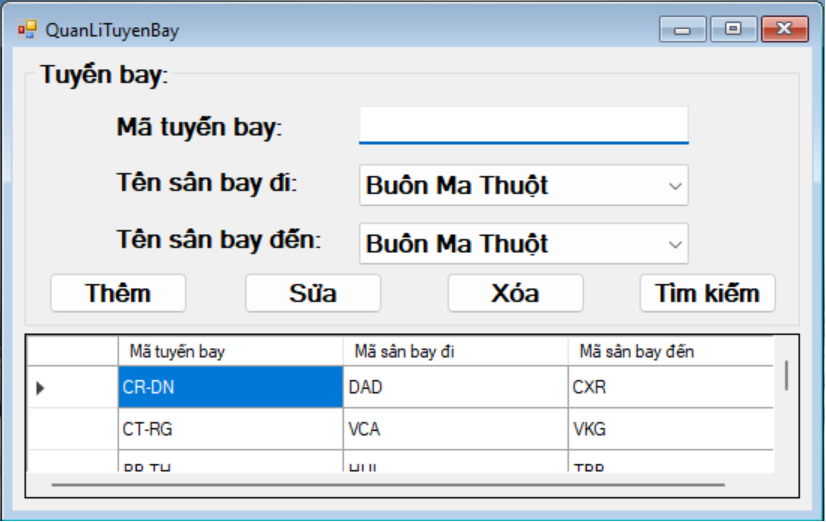 QuanLiTuyenBay
Tuyến bay:
Mã tuyến bay:
Tên sân bay đi: Buôn Ma Thuột
Tên sân bay đến: Buôn Ma Thuột
Thêm Sửa Xóa Tìm kiếm
Mã tuyến bay Mã sân bay đi Mã sân bay đến
CR-DN DAD CXR
CT-RG VCA VKG